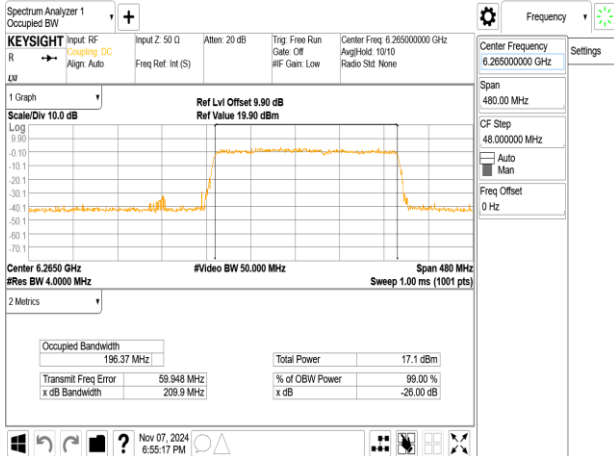 Spectrum Analyzer 1
Occupied BW
Frequency
KEYSIGHT
R
LXI
Input: RF
Coupling: DC
Align: Auto
Input Z: 50 Ω
Freq Ref: Int (S)
Atten: 20 dB
Trig: Free Run
Gate: Off
#IF Gain: Low
Center Freq: 6.265000000 GHz
Avg|Hold: 10/10
Radio Std: None
Center Frequency
6.265000000 GHz
Settings
Span
480.00 MHz
CF Step
48.000000 MHz
Auto
Man
Freq Offset
0 Hz
1 Graph
Ref Lvl Offset 9.90 dB
Scale/Div 10.0 dB
Ref Value 19.90 dBm
Log
9.90
-0.10
-10.1
-20.1
-30.1
-40.1
-50.1
-60.1
-70.1
Center 6.2650 GHz
#Video BW 50.000 MHz
Span 480 MHz
#Res BW 4.0000 MHz
Sweep 1.00 ms (1001 pts)
2 Metrics
Occupied Bandwidth
196.37 MHz
Total Power
17.1 dBm
Transmit Freq Error
59.948 MHz
% of OBW Power
99.00 %
x dB Bandwidth
209.9 MHz
x dB
-26.00 dB
?
Nov 07, 2024
6:55:17 PM